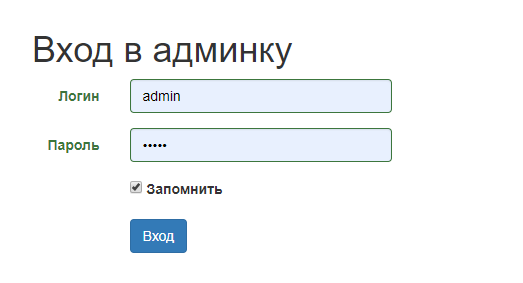 Вход в админку
Логин admin
Пароль •••••
Запомнить
Вход